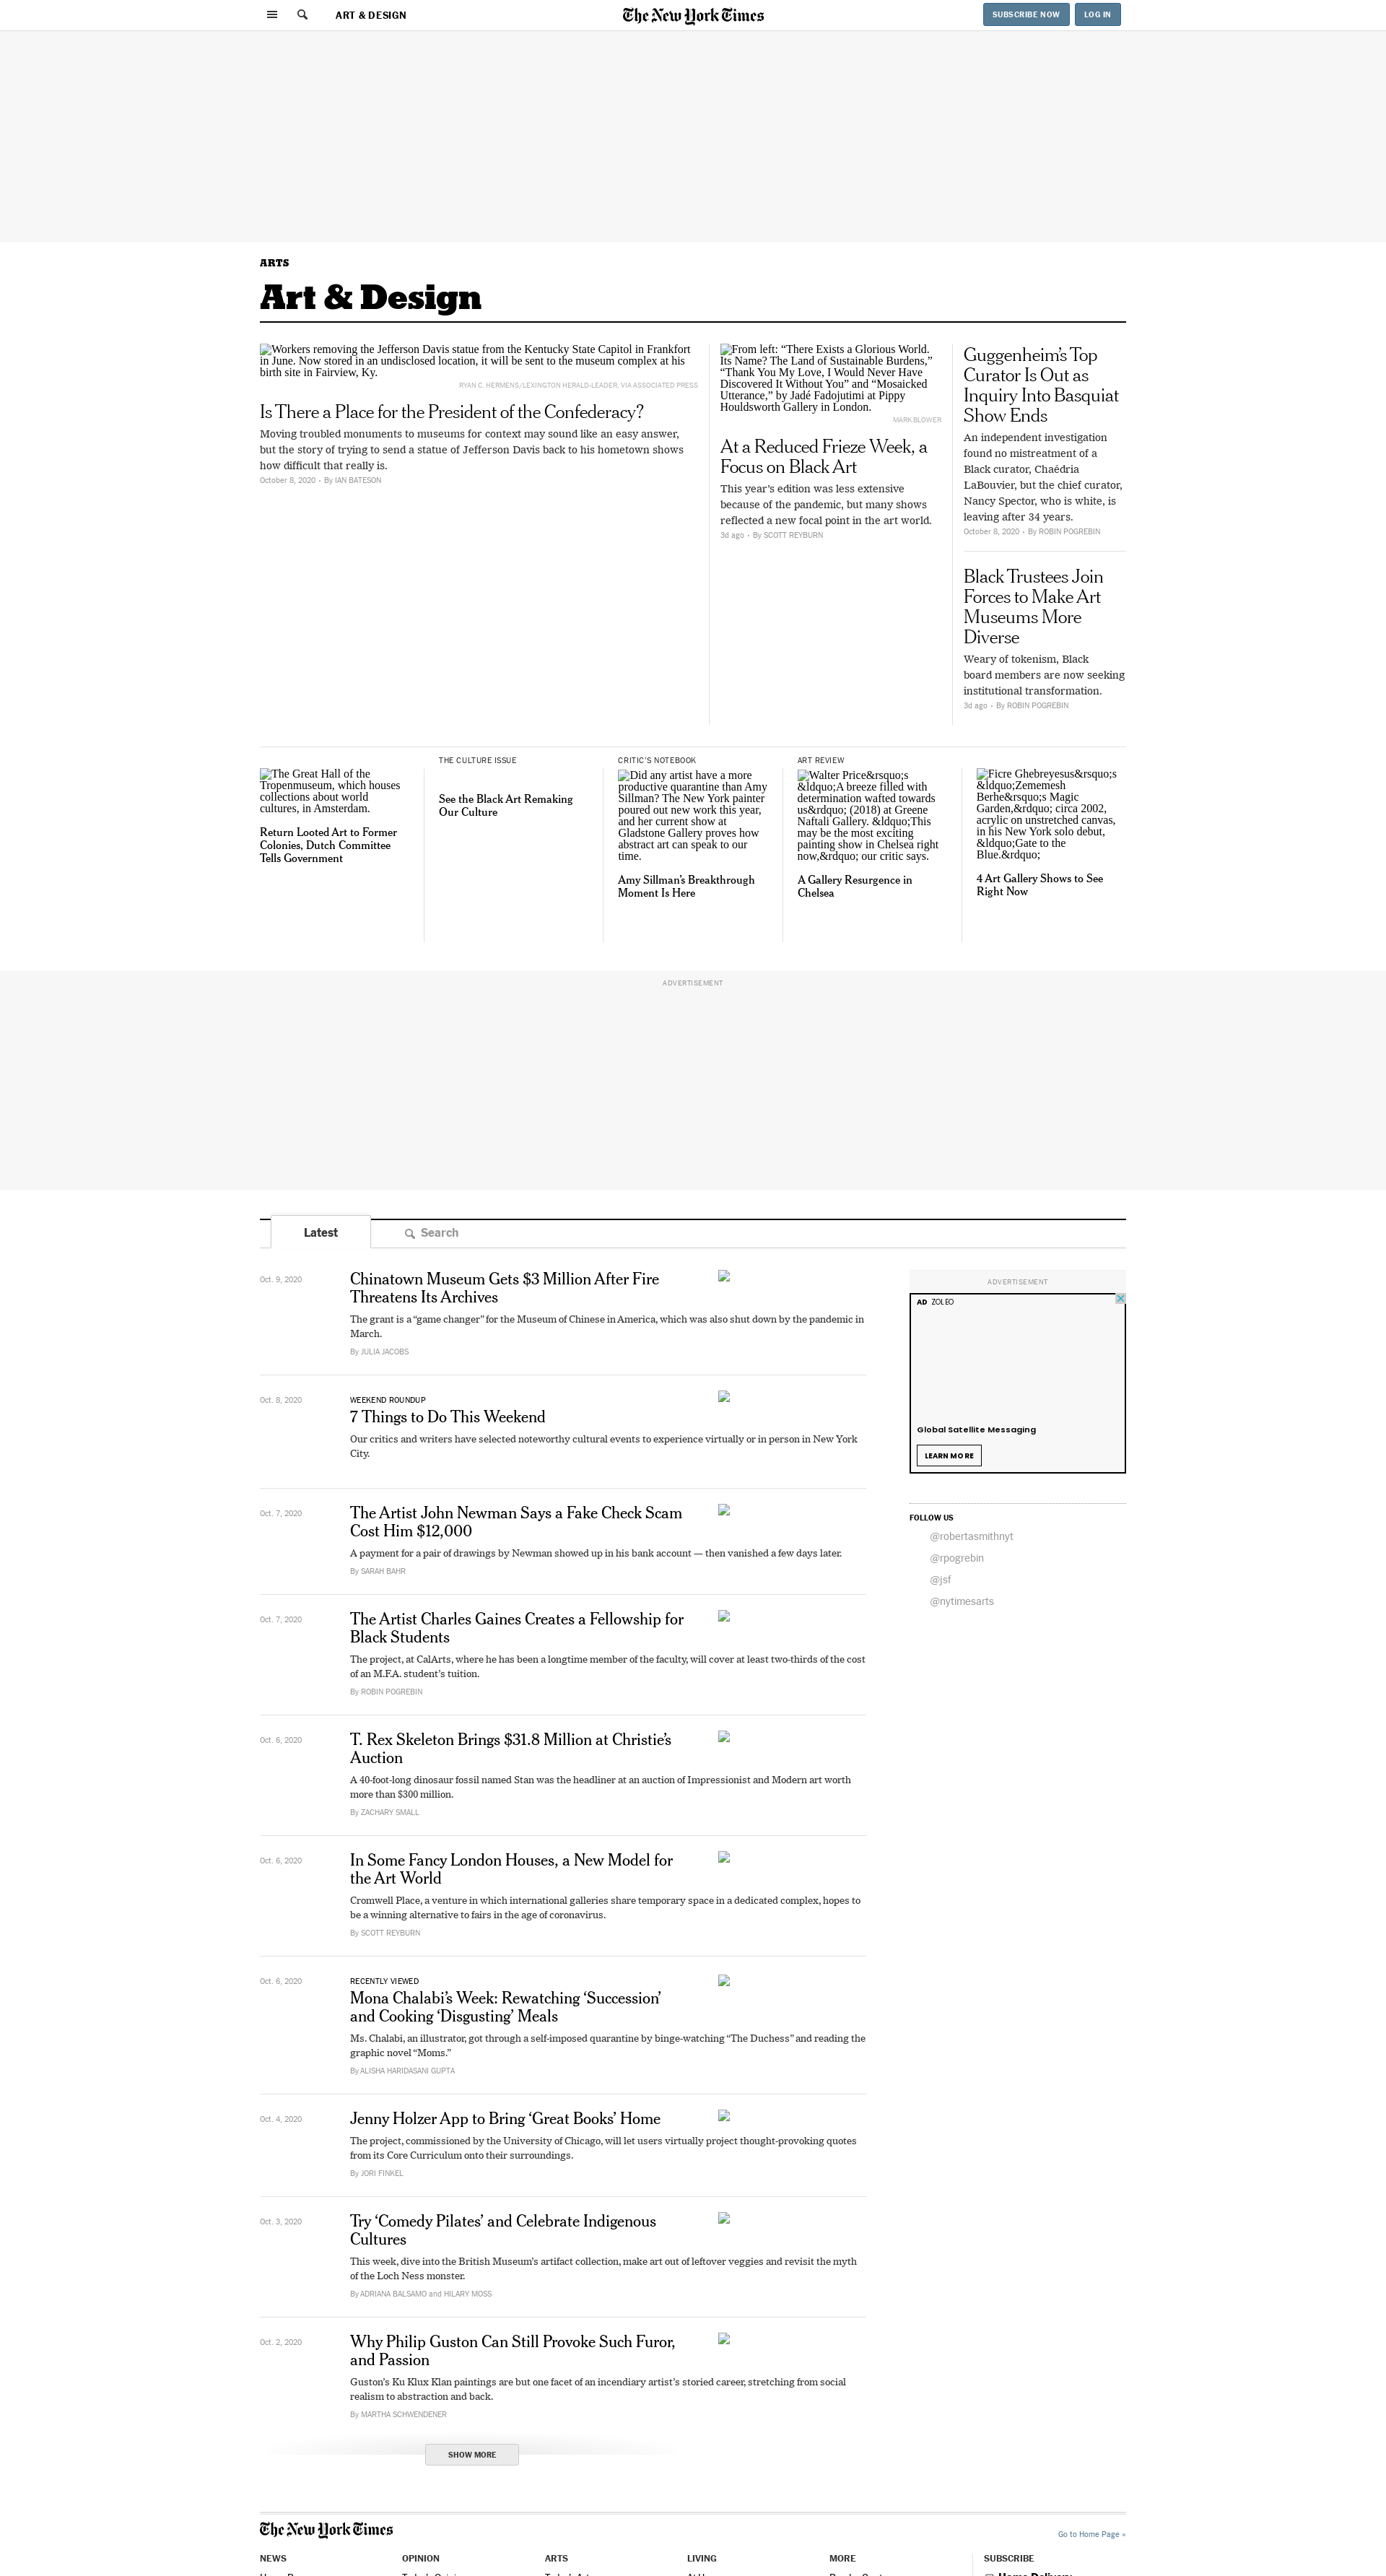 ART & DESIGN
The New York Times
SUBSCRIBE NOW
LOG IN
ARTS
Art & Design
Workers removing the Jefferson Davis statue from the Kentucky State Capitol in Frankfort
in June. Now stored in an undisclosed location, it will be sent to the museum complex at his
birth site in Fairview, Ky.
RYAN C. HERMENS/LEXINGTON HERALD-LEADER, VIA ASSOCIATED PRESS
Is There a Place for the President of the Confederacy?
Moving troubled monuments to museums for context may sound like an easy answer,
but the story of trying to send a statue of Jefferson Davis back to his hometown shows
how difficult that really is.
October 8, 2020 • By IAN BATESON
From left: “There Exists a Glorious World.
Its Name? The Land of Sustainable Burdens,”
“Thank You My Love, I Would Never Have
Discovered It Without You” and “Mosaicked
Utterance,” by Jadé Fadojutimi at Pippy
Houldsworth Gallery in London.
MARK BLOWER
At a Reduced Frieze Week, a
Focus on Black Art
This year’s edition was less extensive
because of the pandemic, but many shows
reflected a new focal point in the art world.
3d ago • By SCOTT REYBURN
Guggenheim’s Top
Curator Is Out as
Inquiry Into Basquiat
Show Ends
An independent investigation
found no mistreatment of a
Black curator, Chaédria
LaBouvier, but the chief curator,
Nancy Spector, who is white, is
leaving after 34 years.
October 8, 2020 • By ROBIN POGREBIN
Black Trustees Join
Forces to Make Art
Museums More
Diverse
Weary of tokenism, Black
board members are now seeking
institutional transformation.
3d ago • By ROBIN POGREBIN
The Great Hall of the
Tropenmuseum, which houses
collections about world
cultures, in Amsterdam.
Return Looted Art to Former
Colonies, Dutch Committee
Tells Government
THE CULTURE ISSUE
See the Black Art Remaking
Our Culture
CRITIC’S NOTEBOOK
Did any artist have a more
productive quarantine than Amy
Sillman? The New York painter
poured out new work this year,
and her current show at
Gladstone Gallery proves how
abstract art can speak to our
time.
Amy Sillman’s Breakthrough
Moment Is Here
ART REVIEW
Walter Price&rsquo;s
&ldquo;A breeze filled with
determination wafted towards
us&rdquo; (2018) at Greene
Naftali Gallery. &ldquo;This
may be the most exciting
painting show in Chelsea right
now,&rdquo; our critic says.
A Gallery Resurgence in
Chelsea
Ficre Ghebreyesus&rsquo;s
&ldquo;Zememesh
Berhe&rsquo;s Magic
Garden,&rdquo; circa 2002,
acrylic on unstretched canvas,
in his New York solo debut,
&ldquo;Gate to the
Blue.&rdquo;
4 Art Gallery Shows to See
Right Now
ADVERTISEMENT
Latest
Search
Oct. 9, 2020
Chinatown Museum Gets $3 Million After Fire
Threatens Its Archives
The grant is a “game changer” for the Museum of Chinese in America, which was also shut down by the pandemic in
March.
By JULIA JACOBS
Oct. 8, 2020
WEEKEND ROUNDUP
7 Things to Do This Weekend
Our critics and writers have selected noteworthy cultural events to experience virtually or in person in New York
City.
Oct. 7, 2020
The Artist John Newman Says a Fake Check Scam
Cost Him $12,000
A payment for a pair of drawings by Newman showed up in his bank account — then vanished a few days later.
By SARAH BAHR
Oct. 7, 2020
The Artist Charles Gaines Creates a Fellowship for
Black Students
The project, at CalArts, where he has been a longtime member of the faculty, will cover at least two-thirds of the cost
of an M.F.A. student’s tuition.
By ROBIN POGREBIN
Oct. 6, 2020
T. Rex Skeleton Brings $31.8 Million at Christie’s
Auction
A 40-foot-long dinosaur fossil named Stan was the headliner at an auction of Impressionist and Modern art worth
more than $300 million.
By ZACHARY SMALL
Oct. 6, 2020
In Some Fancy London Houses, a New Model for
the Art World
Cromwell Place, a venture in which international galleries share temporary space in a dedicated complex, hopes to
be a winning alternative to fairs in the age of coronavirus.
By SCOTT REYBURN
Oct. 6, 2020
RECENTLY VIEWED
Mona Chalabi’s Week: Rewatching ‘Succession’
and Cooking ‘Disgusting’ Meals
Ms. Chalabi, an illustrator, got through a self-imposed quarantine by binge-watching “The Duchess” and reading the
graphic novel “Moms.”
By ALISHA HARIDASANI GUPTA
Oct. 4, 2020
Jenny Holzer App to Bring ‘Great Books’ Home
The project, commissioned by the University of Chicago, will let users virtually project thought-provoking quotes
from its Core Curriculum onto their surroundings.
By JORI FINKEL
Oct. 3, 2020
Try ‘Comedy Pilates’ and Celebrate Indigenous
Cultures
This week, dive into the British Museum’s artifact collection, make art out of leftover veggies and revisit the myth
of the Loch Ness monster.
By ADRIANA BALSAMO and HILARY MOSS
Oct. 2, 2020
Why Philip Guston Can Still Provoke Such Furor,
and Passion
Guston’s Ku Klux Klan paintings are but one facet of an incendiary artist’s storied career, stretching from social
realism to abstraction and back.
By MARTHA SCHWENDENER
SHOW MORE
ADVERTISEMENT
AD ZOLEO
Global Satellite Messaging
LEARN MORE
FOLLOW US
@robertasmithnyt
@rpogrebin
@jsf
@nytimesarts
The New York Times
Go to Home Page »
NEWS
OPINION
ARTS
LIVING
MORE
SUBSCRIBE